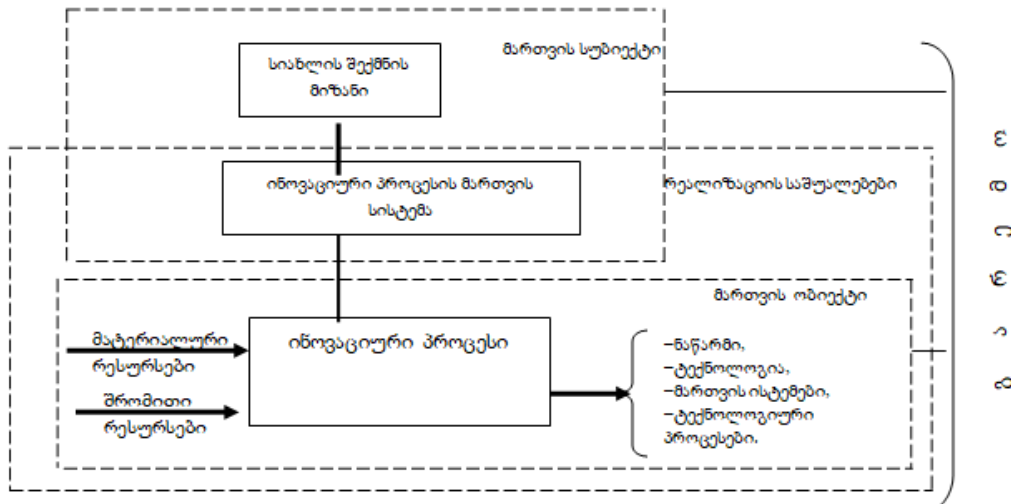 მართვის სუბიექტი
სიახლის შექმნის
მიზანი
ინოვაციური პროცესის მართვის
სისტემა
რეალიზაციის საშუალებები
მართვის ობიექტი
მატერიალური
რესურსები
შრომითი
რესურსები
ინოვაციური პროცესი
–ნაწარმი,
–ტექნოლოგია,
–მართვის ისტემები,
–ტექნოლოგიური
პროცესები.
გარემო